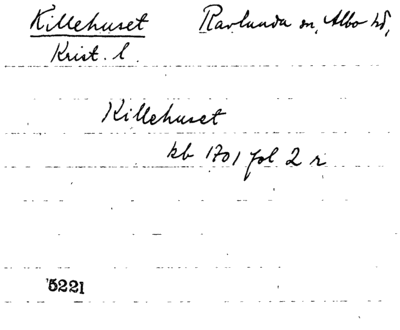 Killehuset Ravlunda sn, Albo hd,
Krist. l.
Killehuset
kb 1701 fol 2 r
5221